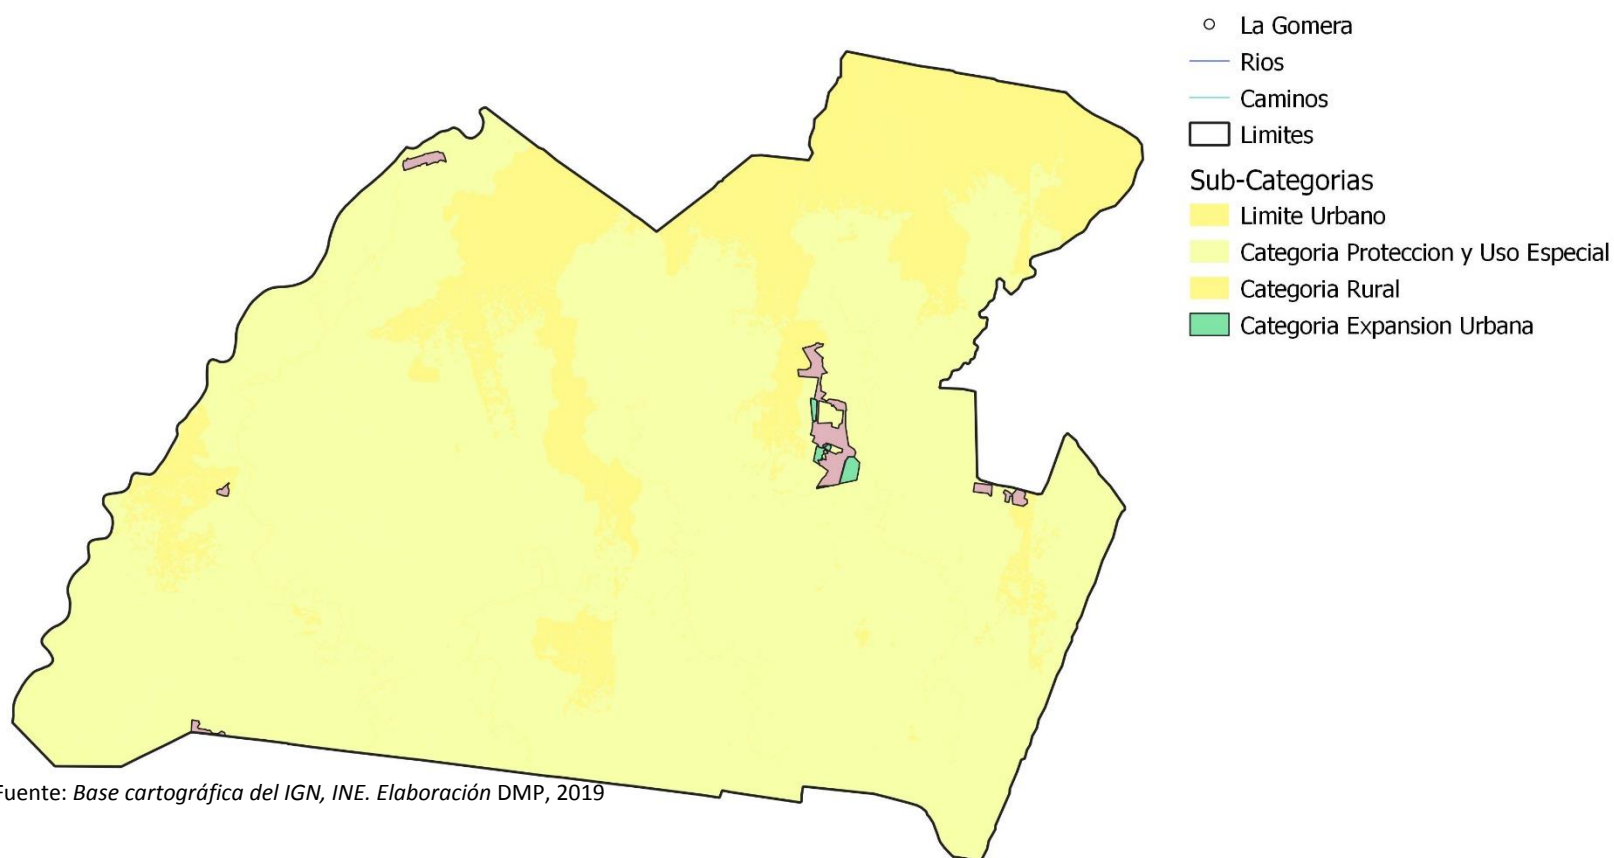 La Gomera
Rios
Caminos
Limites
Sub-Categorias
Limite Urbano
Categoria Proteccion y Uso Especial
Categoria Rural
Categoria Expansion Urbana
Fuente: Base cartográfica del IGN, INE. Elaboración DMP, 2019